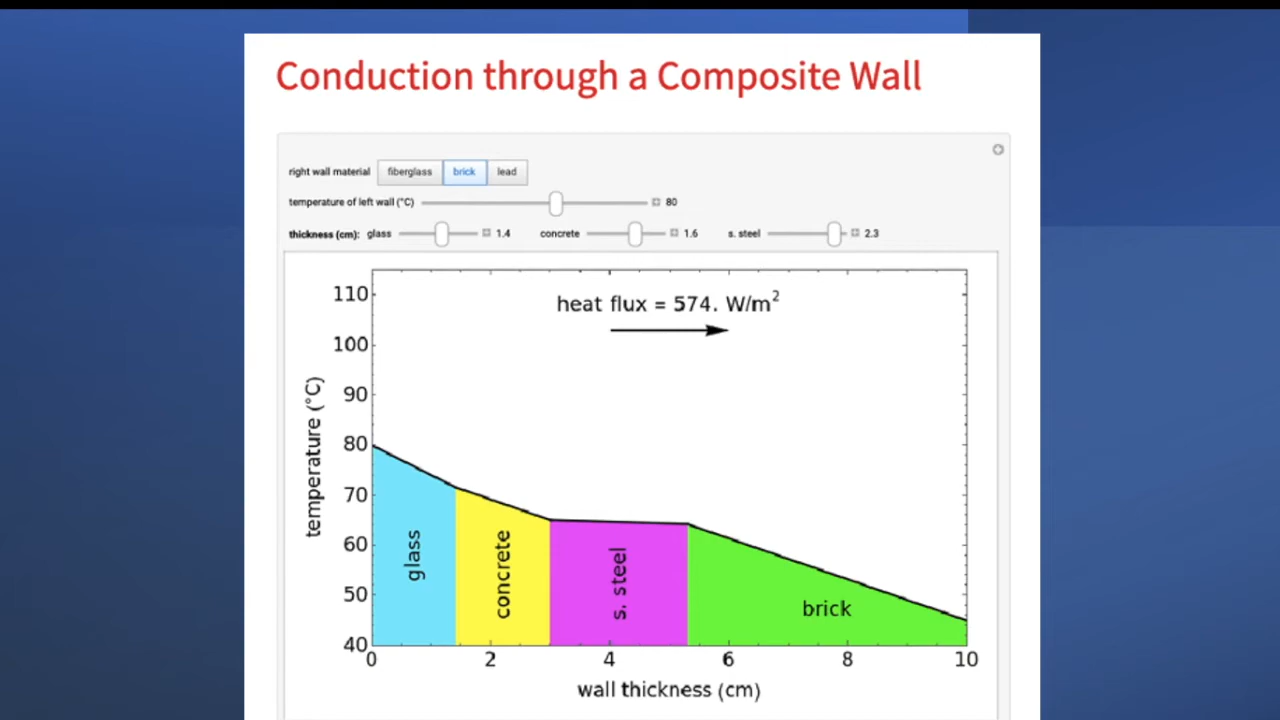 Conduction through a Composite Wall
right wall material fiberglass brick lead
temperature of left wall (°C) 80
thickness (cm): glass 1.4 concrete 1.6 s. steel 2.3
heat flux = 574. W/m²
110
100
90
80
70
60
50
40
temperature (°C)
glass
concrete
s. steel
brick
0 2 4 6 8 10
wall thickness (cm)